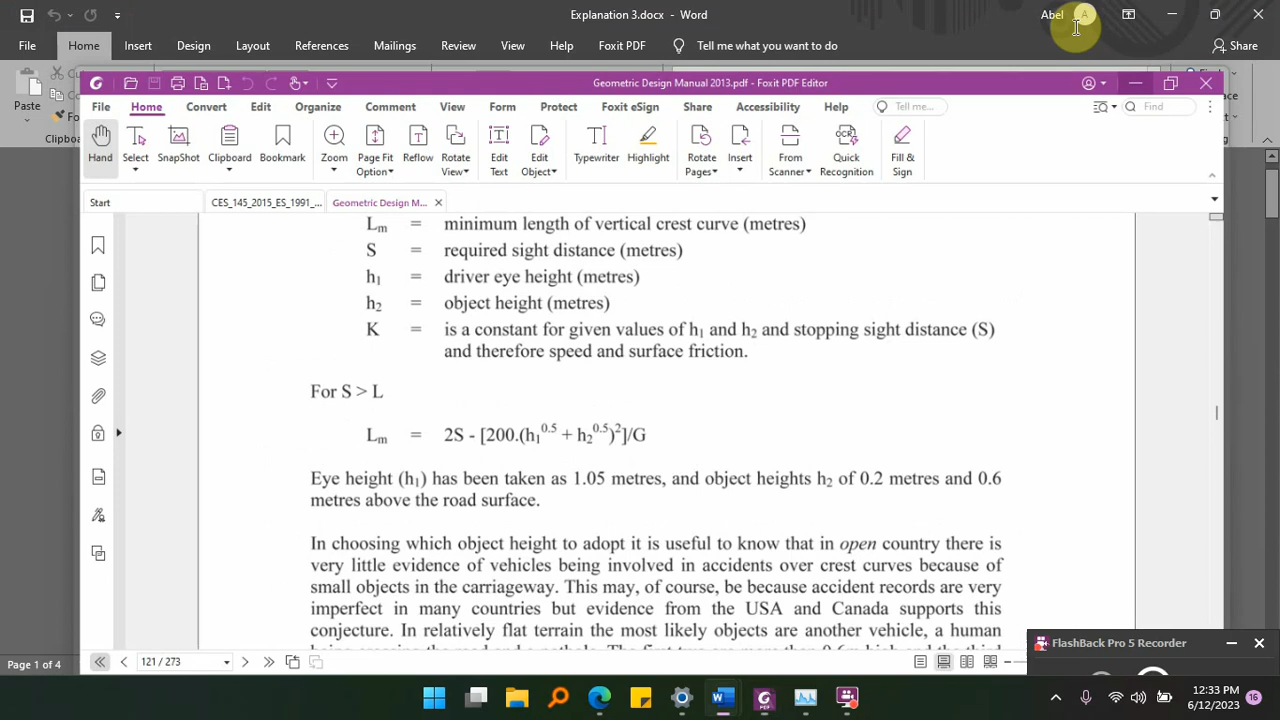 Explanation 3.docx - Word
Abel
A
File Home Insert Design Layout References Mailings Review View Help Foxit PDF Tell me what you want to do Share
Paste
Clipb
Geometric Design Manual 2013.pdf - Foxit PDF Editor
File Home Convert Edit Organize Comment View Form Protect Foxit eSign Share Accessibility Help Tell me... Find
Hand Select SnapShot Clipboard Bookmark Zoom Page Fit Option Reflow Rotate View Edit Text Edit Object Typewriter Highlight Rotate Pages Insert From Scanner OCR Quick Recognition Fill & Sign
Start CES_145_2015_ES_1991_... Geometric Design M...
Lm = minimum length of vertical crest curve (metres)
S = required sight distance (metres)
h1 = driver eye height (metres)
h2 = object height (metres)
K = is a constant for given values of h1 and h2 and stopping sight distance (S)
and therefore speed and surface friction.
For S > L
Lm = 2S - [200.(h1^0.5 + h2^0.5)^2]/G
Eye height (h1) has been taken as 1.05 metres, and object heights h2 of 0.2 metres and 0.6
metres above the road surface.
In choosing which object height to adopt it is useful to know that in open country there is
very little evidence of vehicles being involved in accidents over crest curves because of
small objects in the carriageway. This may, of course, be because accident records are very
imperfect in many countries but evidence from the USA and Canada supports this
conjecture. In relatively flat terrain the most likely objects are another vehicle, a human
FlashBack Pro 5 Recorder
Page 1 of 4
121 / 273
12:33 PM
6/12/2023
16